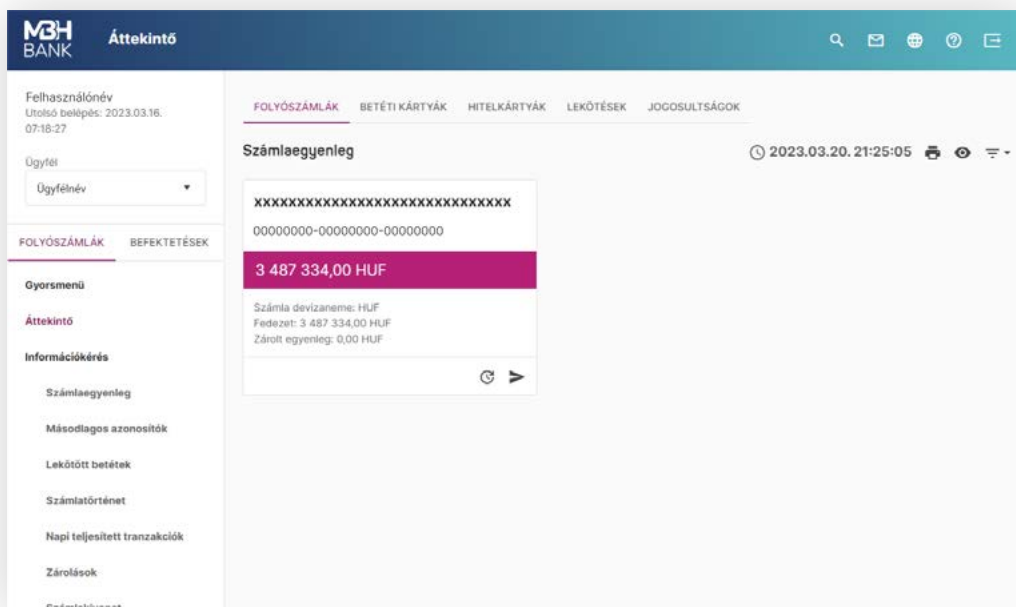 MBH
BANK
Áttekintő
Felhasználónév
Utolsó belépés: 2023.03.16.
07:18:27
Ügyfél
Ügyfélnév
FOLYÓSZÁMLÁK BEFEKTETÉSEK
Gyorsmenü
Áttekintő
Információkérés
Számlaegyenleg
Másodlagos azonosítók
Lekötött betétek
Számlatörténet
Napi teljesített tranzakciók
Zárolások
FOLYÓSZÁMLÁK BETÉTI KÁRTYÁK HITELKÁRTYÁK LEKÖTÉSEK JOGOSULTSÁGOK
Számlaegyenleg
2023.03.20. 21:25:05
XXXXXXXXXXXXXXXXXXXXXXXXXXXXXX
00000000-00000000-00000000
3 487 334,00 HUF
Számla devizaneme: HUF
Fedezet: 3 487 334,00 HUF
Zárolt egyenleg: 0,00 HUF